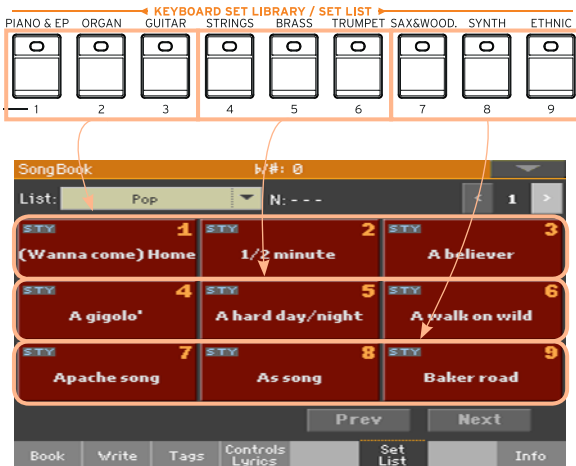 KEYBOARD SET LIBRARY / SET LIST
PIANO & EP ORGAN GUITAR STRINGS BRASS TRUMPET SAX&WOOD. SYNTH ETHNIC
1 2 3 4 5 6 7 8 9
SongBook ♭/#: 0
List: Pop N: - - - < 1 >
STY 1 STY 2 STY 3
(Wanna come) Home 1/2 minute A believer
STY 4 STY 5 STY 6
A gigolo' A hard day/night A walk on wild
STY 7 STY 8 STY 9
Apache song As song Baker road
Prev Next
Book Write Tags Controls Lyrics Set List Info